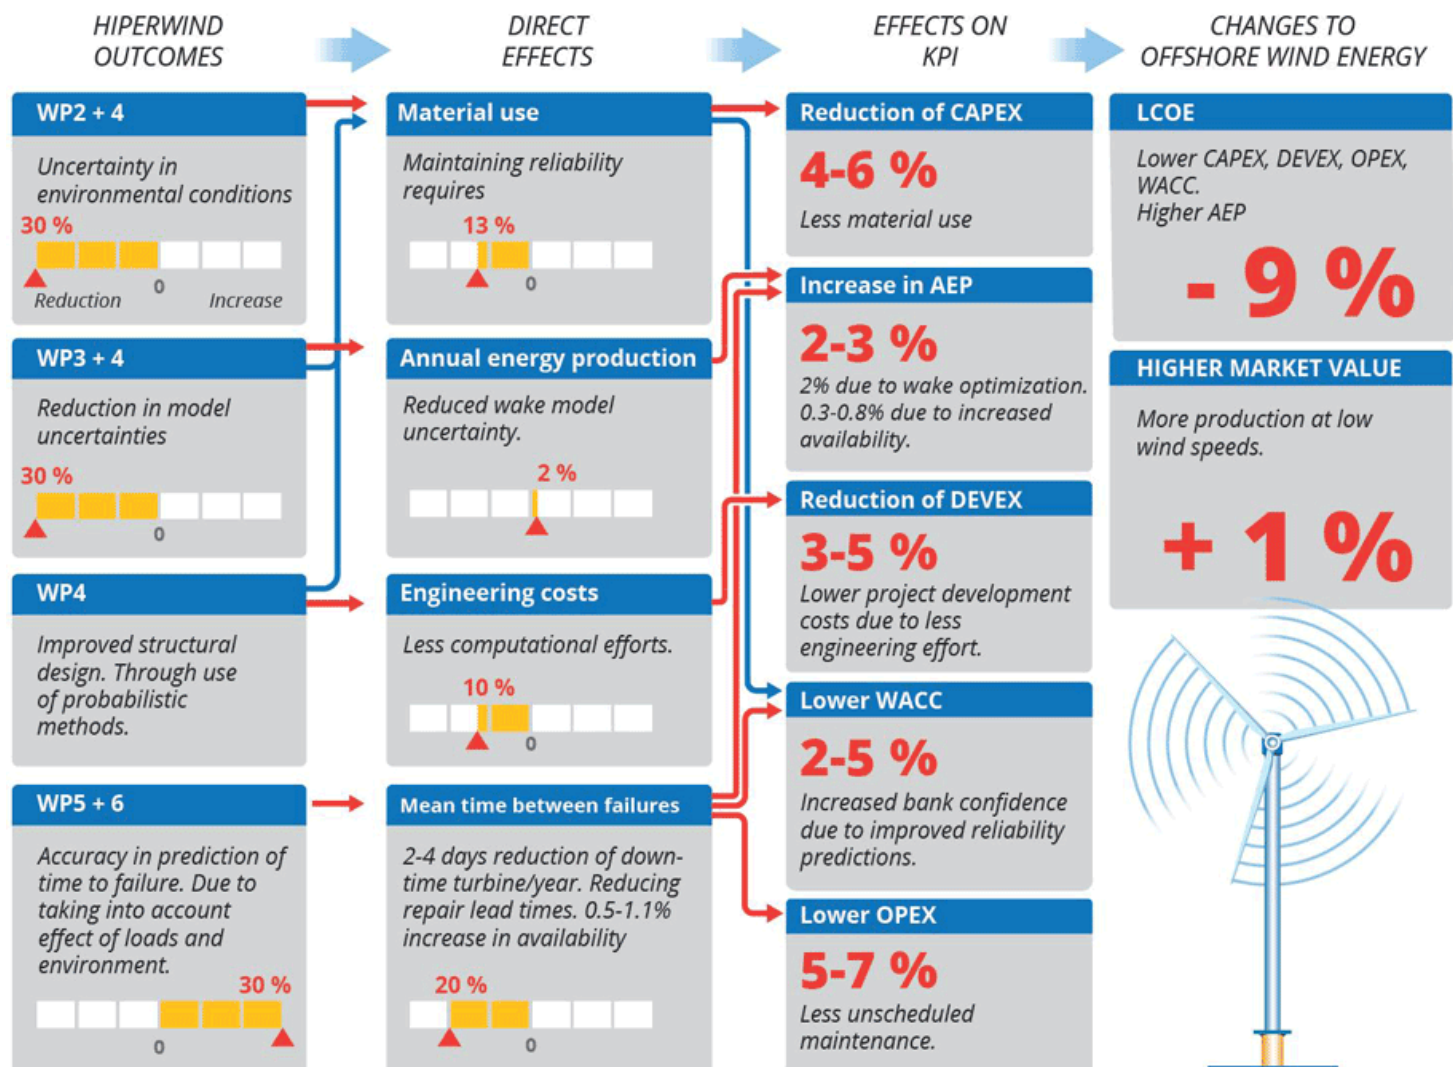 HIPERWIND
OUTCOMES
DIRECT
EFFECTS
EFFECTS ON
KPI
CHANGES TO
OFFSHORE WIND ENERGY
WP2 + 4
Uncertainty in
environmental conditions
30 %
0
Reduction
Increase
WP3 + 4
Reduction in model
uncertainties
30 %
0
WP4
Improved structural
design. Through use
of probabilistic
methods.
WP5 + 6
Accuracy in prediction of
time to failure. Due to
taking into account
effect of loads and
environment.
30 %
0
Material use
Maintaining reliability
requires
13 %
0
Annual energy production
Reduced wake model
uncertainty.
2 %
Engineering costs
Less computational efforts.
10 %
0
Mean time between failures
2-4 days reduction of down-
time turbine/year. Reducing
repair lead times. 0.5-1.1%
increase in availability
20 %
0
Reduction of CAPEX
4-6 %
Less material use
Increase in AEP
2-3 %
2% due to wake optimization.
0.3-0.8% due to increased
availability.
Reduction of DEVEX
3-5 %
Lower project development
costs due to less
engineering effort.
Lower WACC
2-5 %
Increased bank confidence
due to improved reliability
predictions.
Lower OPEX
5-7 %
Less unscheduled
maintenance.
LCOE
Lower CAPEX, DEVEX, OPEX,
WACC.
Higher AEP
- 9 %
HIGHER MARKET VALUE
More production at low
wind speeds.
+ 1 %